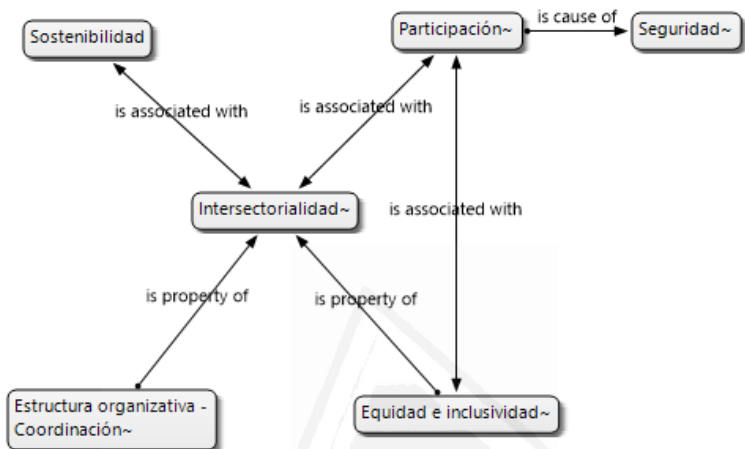 is cause of
Sostenibilidad
Participación~
Seguridad~
is associated with
is associated with
Intersectorialidad~
is associated with
is property of
is property of
Estructura organizativa -
Coordinación~
Equidad e inclusividad~